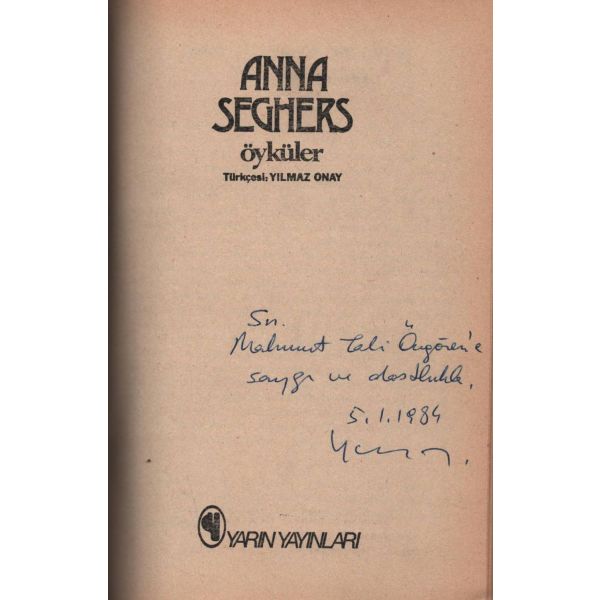 ANNA
SEGHERS
öyküler
Türkçesi: YILMAZ ONAY
Sn.
Mahmut Tali Öngören'e
saygı ve dostlukla,
5.1.1984
YARIN YAYINLARI